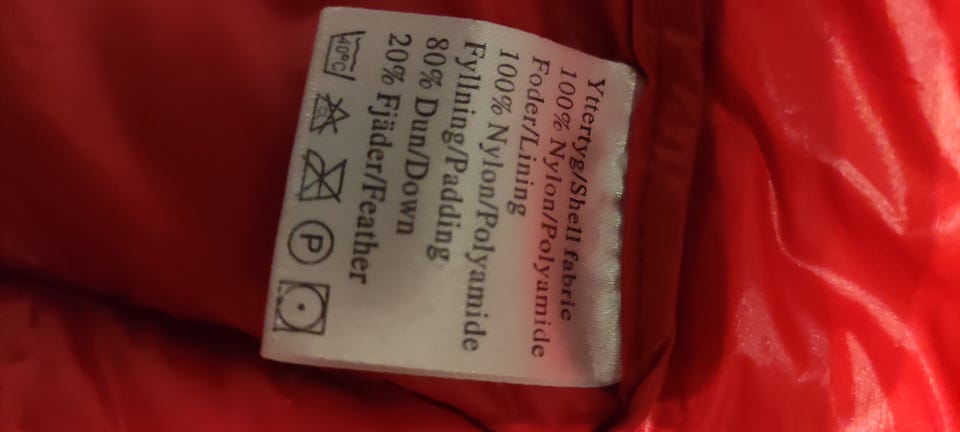 Yttertyg/Shell fabric
100% Nylon/Polyamide
Foder/Lining
100% Nylon/Polyamide
Fyllning/Padding
80% Dun/Down
20% Fjäder/Feather
40°C CL P